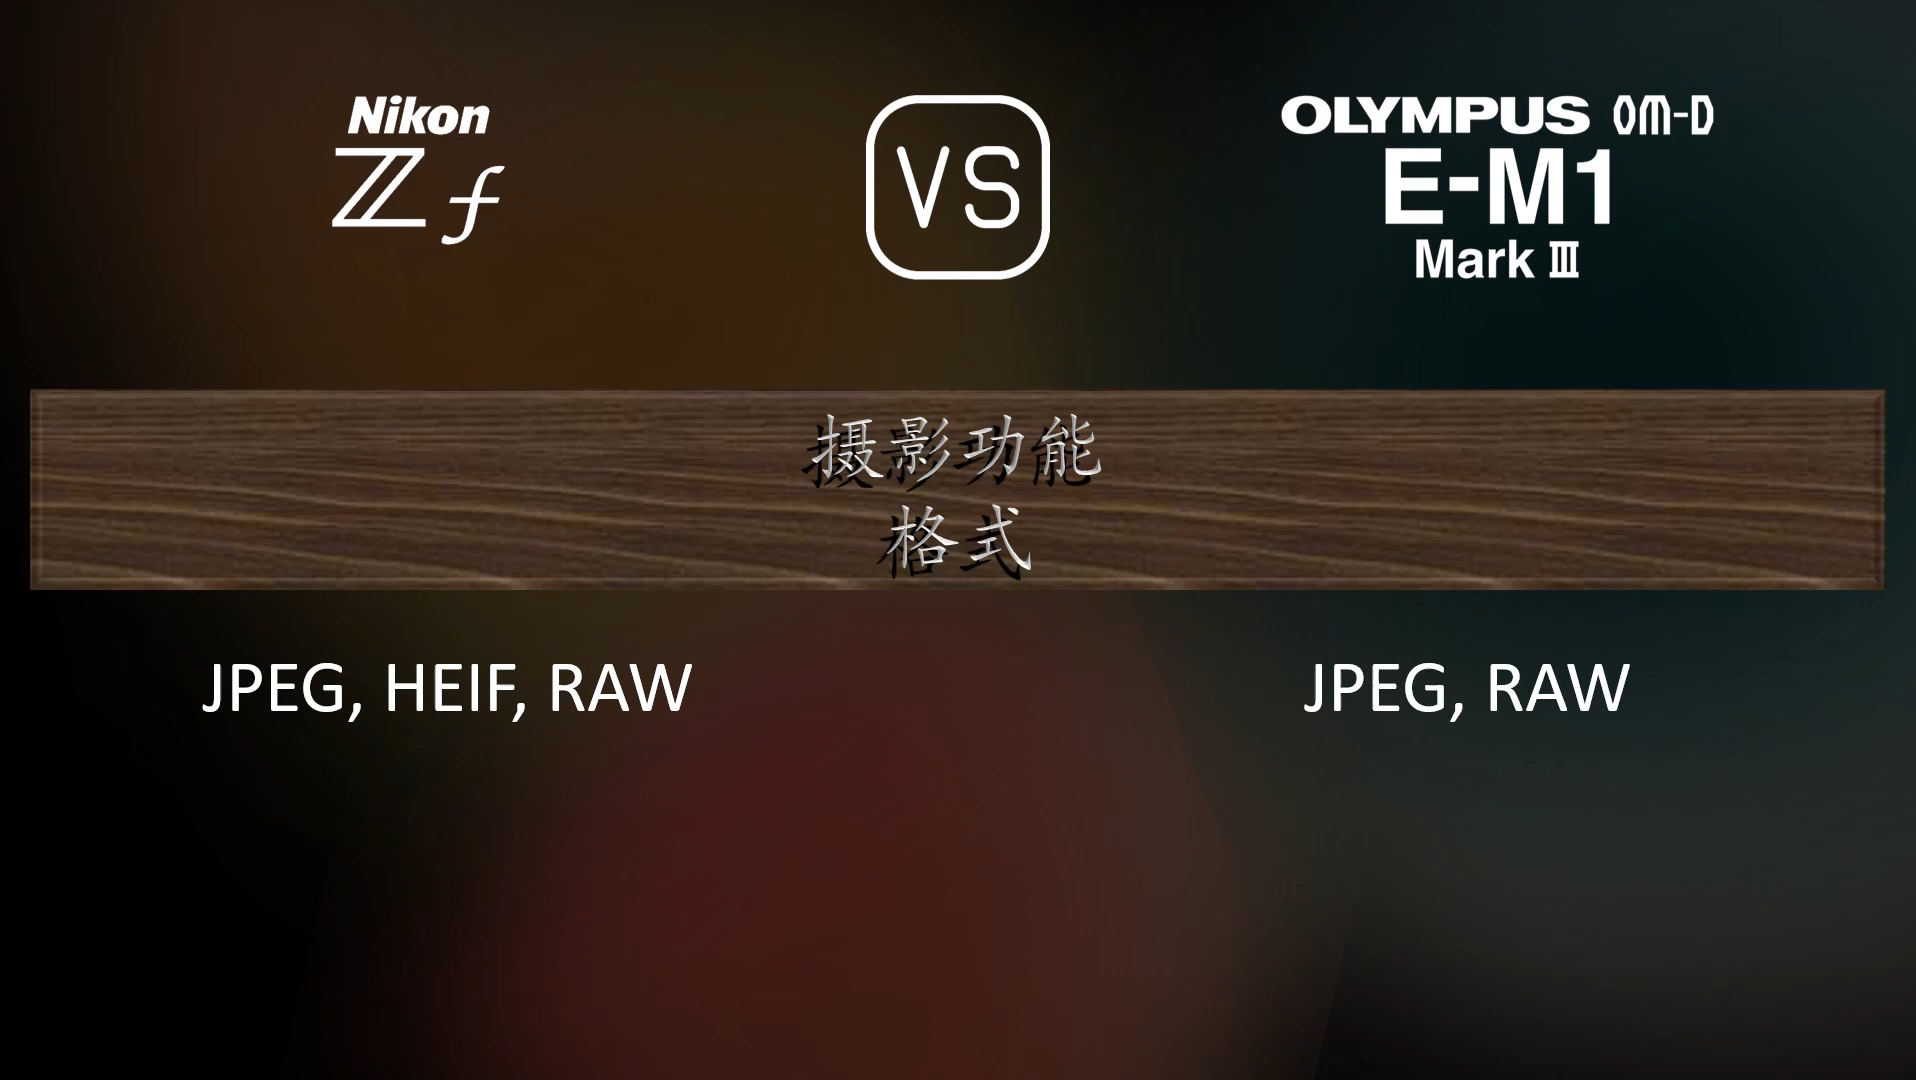 Nikon
Z f
VS
OLYMPUS OM-D
E-M1
Mark III
摄影功能
格式
JPEG, HEIF, RAW
JPEG, RAW